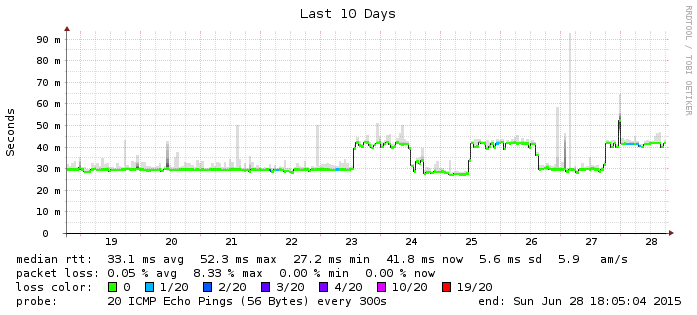 Last 10 Days
RRDTOOL / TOBI OETIKER
Seconds
90 m
80 m
70 m
60 m
50 m
40 m
30 m
20 m
10 m
0
19 20 21 22 23 24 25 26 27 28
median rtt: 33.1 ms avg 52.3 ms max 27.2 ms min 41.8 ms now 5.6 ms sd 5.9 am/s
packet loss: 0.05 % avg 8.33 % max 0.00 % min 0.00 % now
loss color: 0 1/20 2/20 3/20 4/20 10/20 19/20
probe: 20 ICMP Echo Pings (56 Bytes) every 300s end: Sun Jun 28 18:05:04 2015